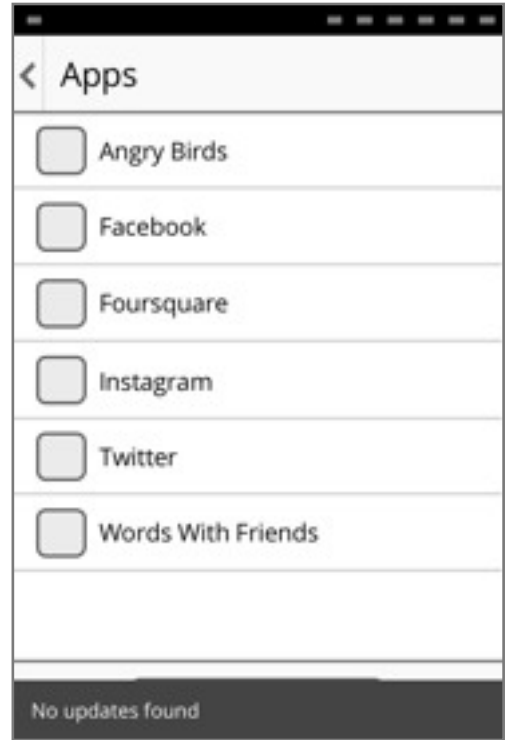 Apps
Angry Birds
Facebook
Foursquare
Instagram
Twitter
Words With Friends
No updates found